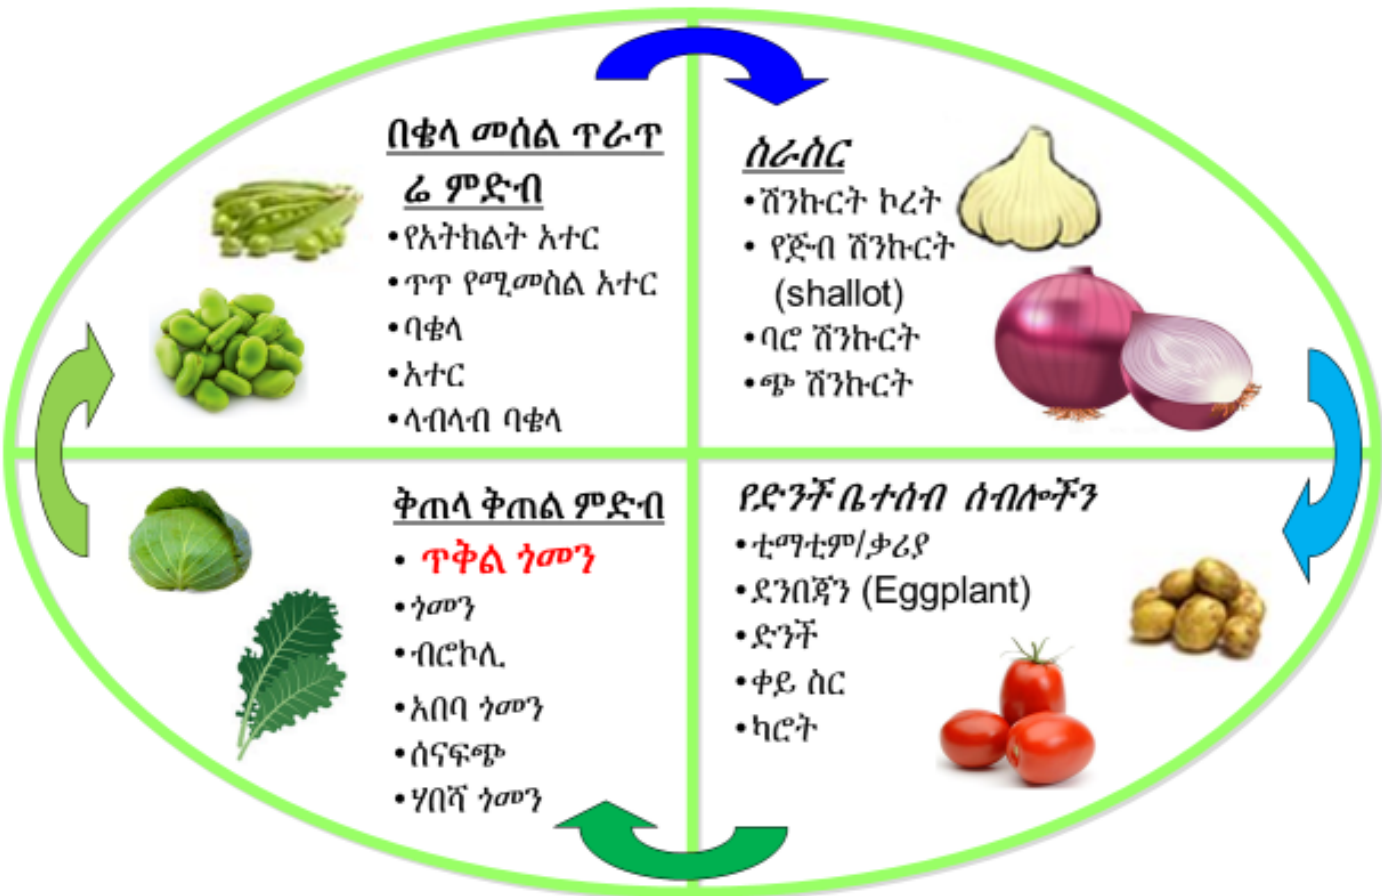 በቄላ መሰል ጥራጥ
ሬ ምድብ
•የአትክልት አተር
•ጥጥ የሚመስል አተር
•ባቄላ
•አተር
•ላብላብ ባቄላ
ስራስር
•ሽንኩርት ኮረት
• የጅብ ሽንኩርት
(shallot)
•ባሮ ሽንኩርት
•ጭ ሽንኩርት
ቅጠላ ቅጠል ምድብ
• ጥቅል ጎመን
•ጎመን
•ብሮኮሊ
•አበባ ጎመን
•ሰናፍጭ
•ሃበሻ ጎመን
የድንች ቤተሰብ ሰብሎችን
•ቲማቲም/ቃሪያ
•ደንበጃን (Eggplant)
•ድንች
•ቀይ ስር
•ካሮት